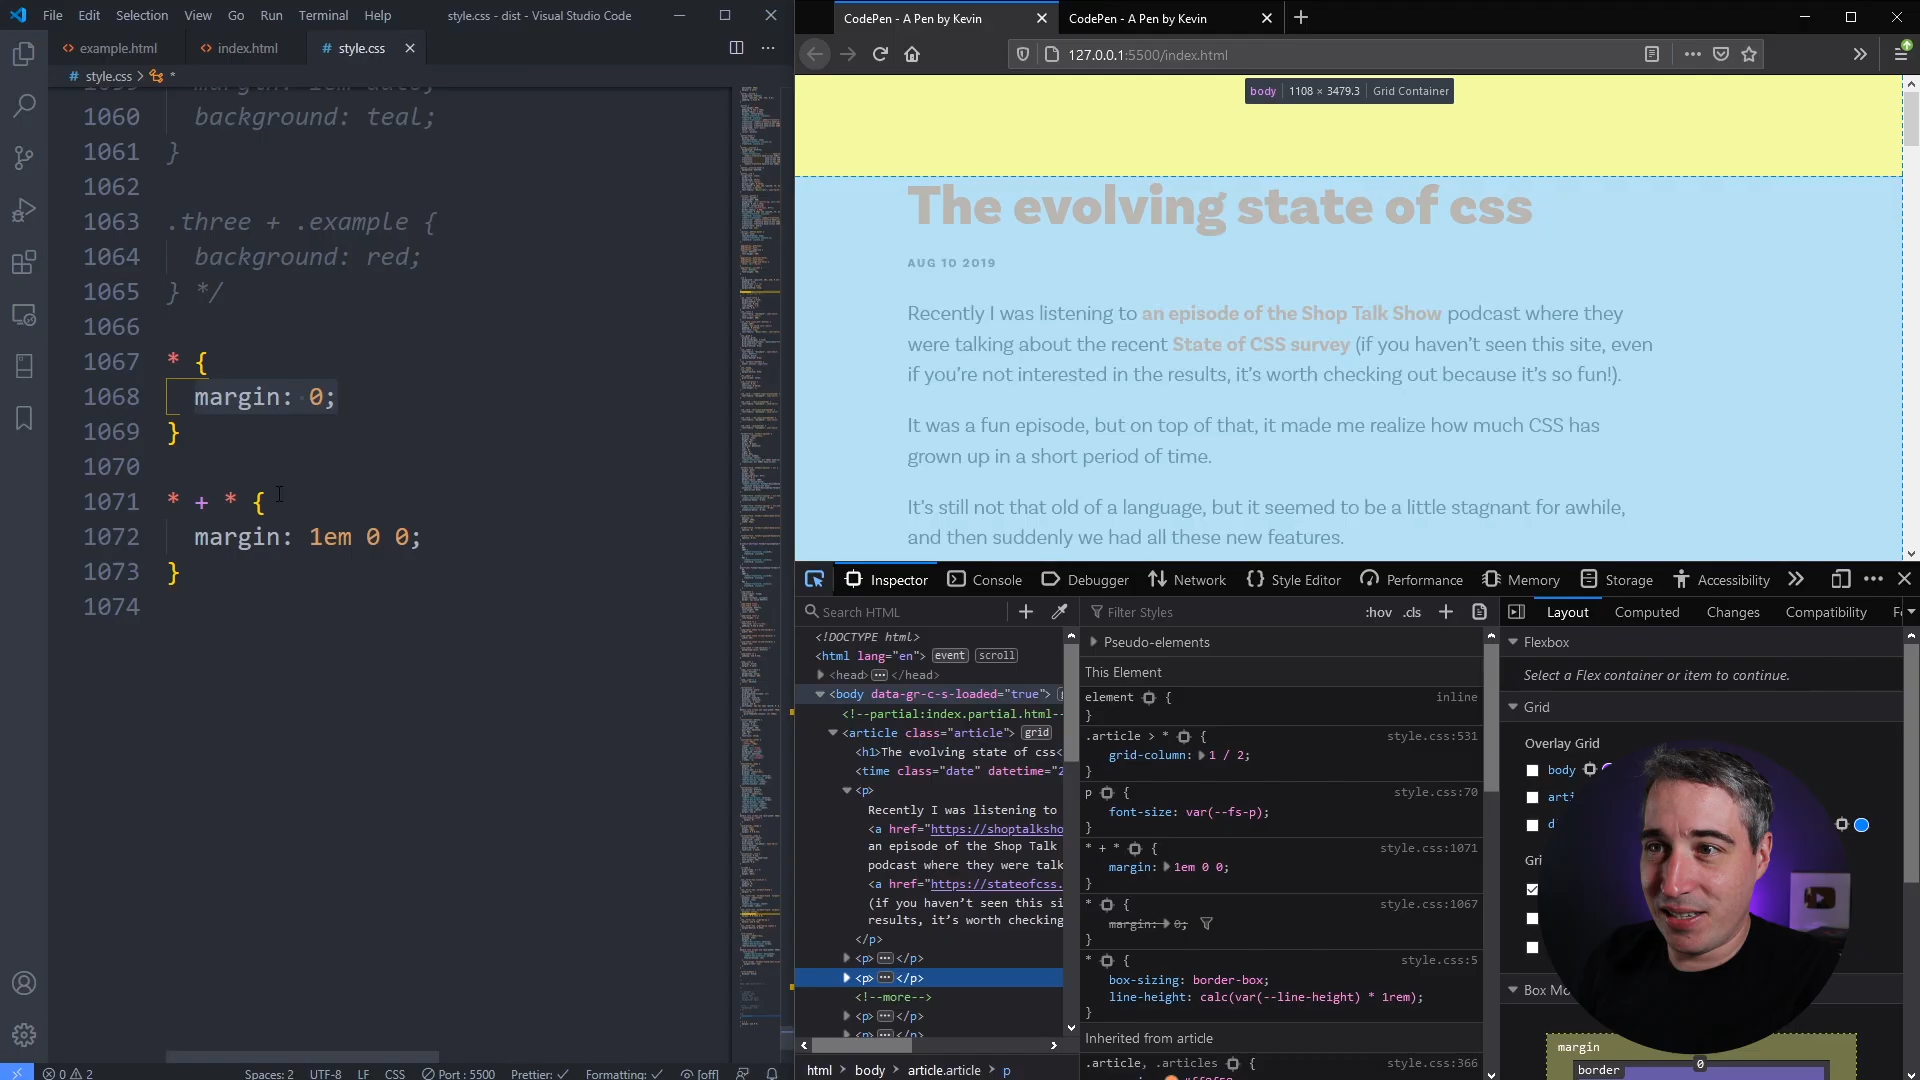 File Edit Selection View Go Run Terminal Help style.css - dist - Visual Studio Code
example.html index.html # style.css
# style.css > *
1060 background: teal;
1061 }
1062
1063 .three + .example {
1064 background: red;
1065 } */
1066
1067 * {
1068 margin: 0;
1069 }
1070
1071 * + * {
1072 margin: 1em 0 0;
1073 }
1074
0 2 Spaces: 2 UTF-8 LF CSS Port : 5500 Prettier: ✓ Formatting: ✓ [off]
CodePen - A Pen by Kevin CodePen - A Pen by Kevin
127.0.0.1:5500/index.html
body 1108 × 3479.3 Grid Container
The evolving state of css
AUG 10 2019
Recently I was listening to an episode of the Shop Talk Show podcast where they
were talking about the recent State of CSS survey (if you haven't seen this site, even
if you're not interested in the results, it's worth checking out because it's so fun!).
It was a fun episode, but on top of that, it made me realize how much CSS has
grown up in a short period of time.
It's still not that old of a language, but it seemed to be a little stagnant for awhile,
and then suddenly we had all these new features.
Inspector Console Debugger Network Style Editor Performance Memory Storage Accessibility
Search HTML
<!DOCTYPE html>
<html lang="en"> event scroll
<head> </head>
<body data-gr-c-s-loaded="true">
<!--partial:index.partial.html--
<article class="article"> grid
<h1>The evolving state of css<
<time class="date" datetime="2
<p>
Recently I was listening to
<a href="https://shoptalksho
an episode of the Shop Talk
podcast where they were talk
<a href="https://stateofcss.
(if you haven't seen this si
results, it's worth checking
</p>
<p> </p>
<p> </p>
<!--more-->
<p> </p>
<p> </p>
html > body > article.article > p
Filter Styles :hov .cls
Pseudo-elements
This Element
element { inline
}
.article > * { style.css:531
grid-column: 1 / 2;
}
p { style.css:70
font-size: var(--fs-p);
}
* + * { style.css:1071
margin: 1em 0 0;
}
* { style.css:1067
margin: 0;
}
* { style.css:5
box-sizing: border-box;
line-height: calc(var(--line-height) * 1rem);
}
Inherited from article
.article, .articles { style.css:366
Layout Computed Changes Compatibility
Flexbox
Select a Flex container or item to continue.
Grid
Overlay Grid
body
arti
d
Gri
Box Mo
margin
0
border